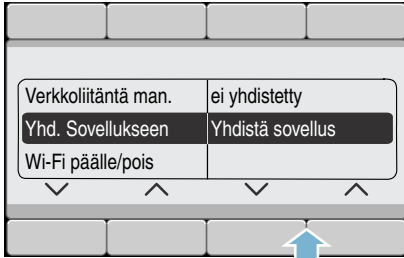 Verkkoliitäntä man. ei yhdistetty
Yhd. Sovellukseen Yhdistä sovellus
Wi-Fi päälle/pois